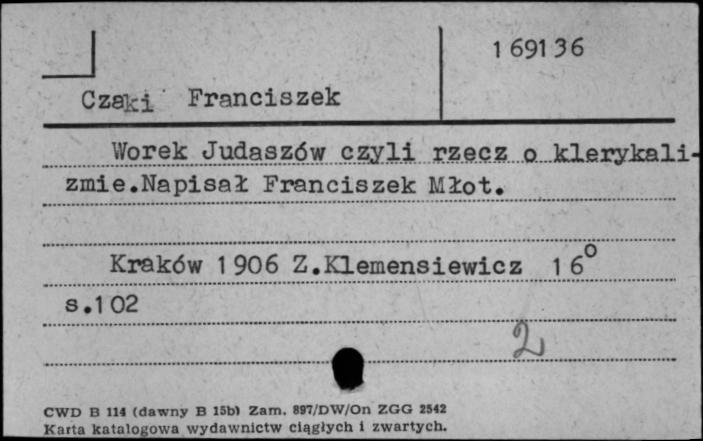 169136
Czaki Franciszek
Worek Judaszów czyli rzecz o klerykali-
zmie.Napisał Franciszek Młot.
Kraków 1906 Z.Klemensiewicz 16°
s.102
2
CWD B 114 (dawny B 15b) Zam. 897/DW/On ZGG 2542
Karta katalogowa wydawnictw ciągłych i zwartych.